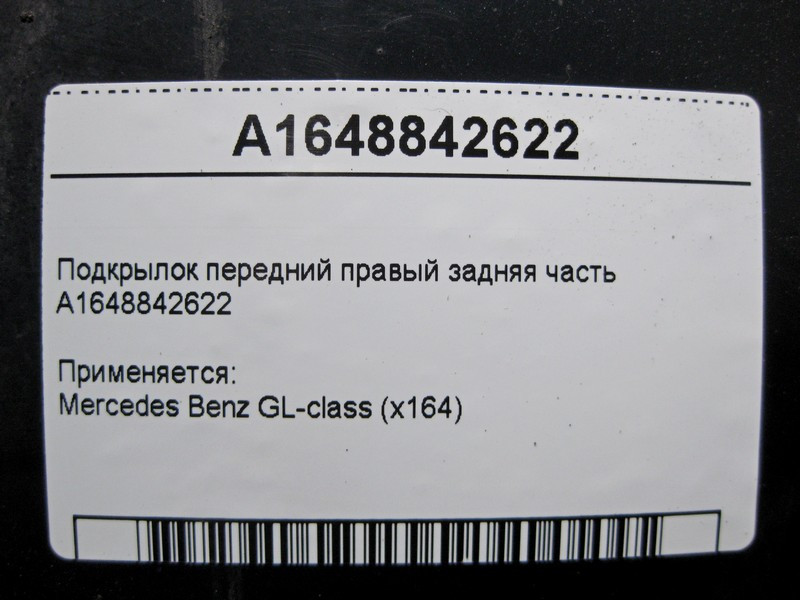 A1648842622
Подкрылок передний правый задняя часть
A1648842622
Применяется:
Mercedes Benz GL-class (x164)